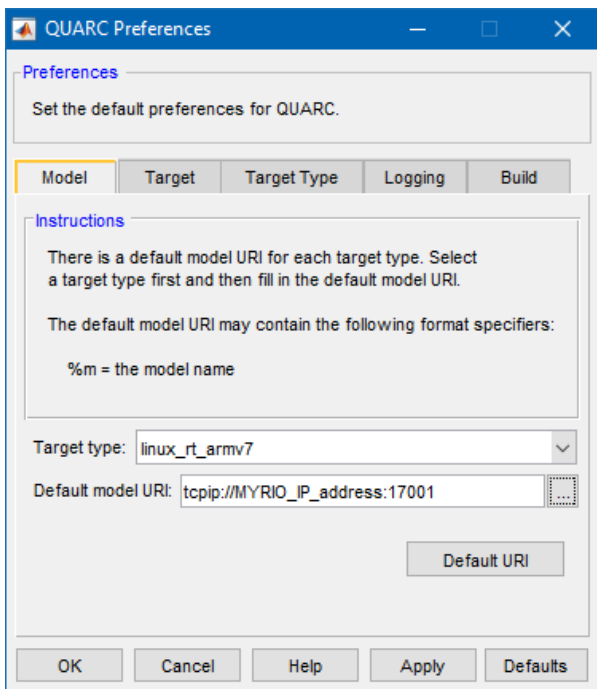 QUARC Preferences
Preferences
Set the default preferences for QUARC.
Model Target Target Type Logging Build
Instructions
There is a default model URI for each target type. Select
a target type first and then fill in the default model URI.
The default model URI may contain the following format specifiers:
%m = the model name
Target type: linux_rt_armv7
Default model URI: tcpip://MYRIO_IP_address:17001 ...
Default URI
OK Cancel Help Apply Defaults